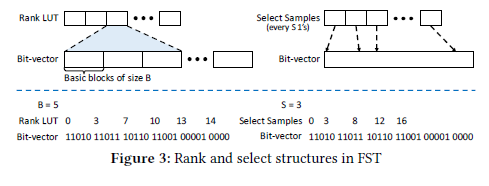 Rank LUT
Select Samples
(every S 1's)
Bit-vector
Bit-vector
Basic blocks of size B
B = 5
S = 3
Rank LUT 0 3 7 10 13 14
Select Samples 0 3 8 12 16
Bit-vector 11010 11011 10110 11001 00001 0000
Bit-vector 11010 11011 10110 11001 00001 0000
Figure 3: Rank and select structures in FST